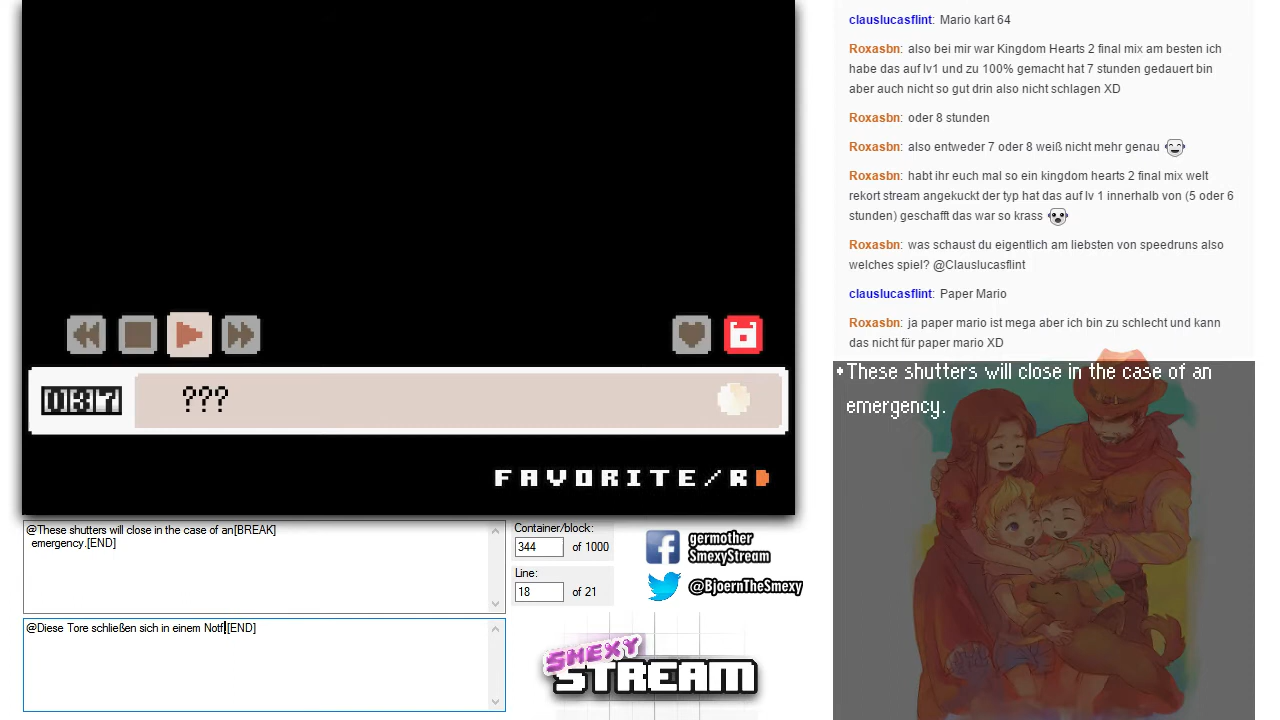 clauslucasflint: Mario kart 64
Roxasbn: also bei mir war Kingdom Hearts 2 final mix am besten ich
habe das auf lv1 und zu 100% gemacht hat 7 stunden gedauert bin
aber auch nicht so gut drin also nicht schlagen XD
Roxasbn: oder 8 stunden
Roxasbn: also entweder 7 oder 8 weiß nicht mehr genau
Roxasbn: habt ihr euch mal so ein kingdom hearts 2 final mix welt
rekort stream angekuckt der typ hat das auf lv 1 innerhalb von (5 oder 6
stunden) geschafft das war so krass
Roxasbn: was schaust du eigentlich am liebsten von speedruns also
welches spiel? @Clauslucasflint
clauslucasflint: Paper Mario
Roxasbn: ja paper mario ist mega aber ich bin zu schlecht und kann
das nicht für paper mario XD
•These shutters will close in the case of an
emergency.
037 ???
FAVORITE/R
@These shutters will close in the case of an[BREAK]
emergency.[END]
@Diese Tore schließen sich in einem Notf[END]
Container/block:
344 of 1000
Line:
18 of 21
germother
SmexyStream
@BjoernTheSmexy
SMEXY
STREAM